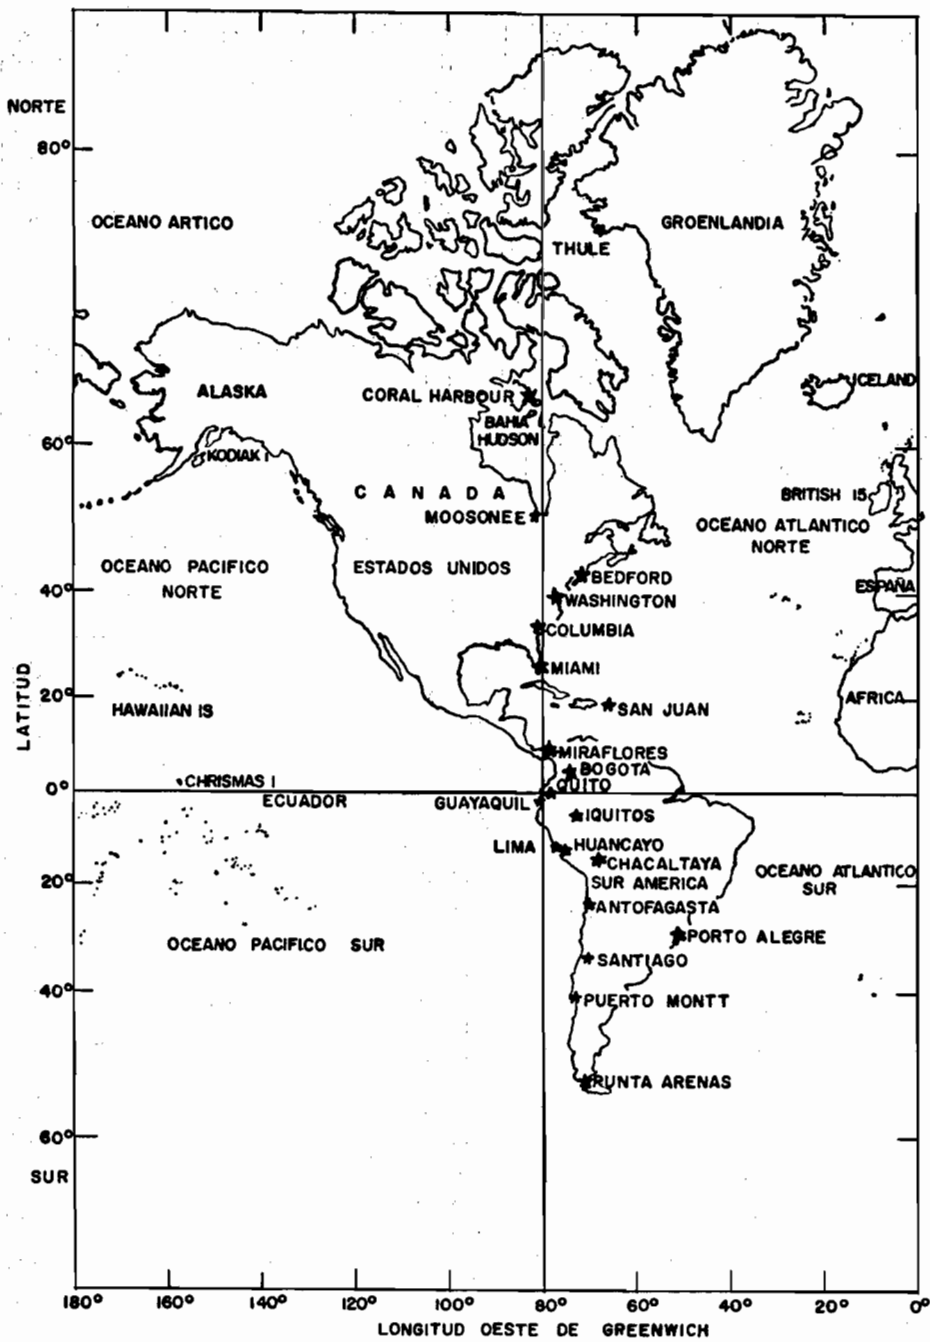 NORTE
80°
OCEANO ARTICO
GROENLANDIA
THULE
ALASKA
CORAL HARBOUR
ICELAND
BAHIA
HUDSON
60°
KODIAK I
CANADA
BRITISH IS
MOOSONEE
OCEANO ATLANTICO
NORTE
OCEANO PACIFICO
NORTE
ESTADOS UNIDOS
BEDFORD
ESPAÑA
40°
WASHINGTON
COLUMBIA
MIAMI
LATITUD
20°
AFRICA
HAWAIIAN IS
SAN JUAN
MIRAFLORES
BOGOTA
CHRISMAS I
QUITO
0°
ECUADOR
GUAYAQUIL
IQUITOS
LIMA
HUANCAYO
CHACALTAYA
OCEANO ATLANTICO
SUR
20°
SUR AMERICA
ANTOFAGASTA
OCEANO PACIFICO SUR
PORTO ALEGRE
SANTIAGO
40°
PUERTO MONTT
PUNTA ARENAS
60°
SUR
180° 160° 140° 120° 100° 80° 60° 40° 20° 0°
LONGITUD OESTE DE GREENWICH